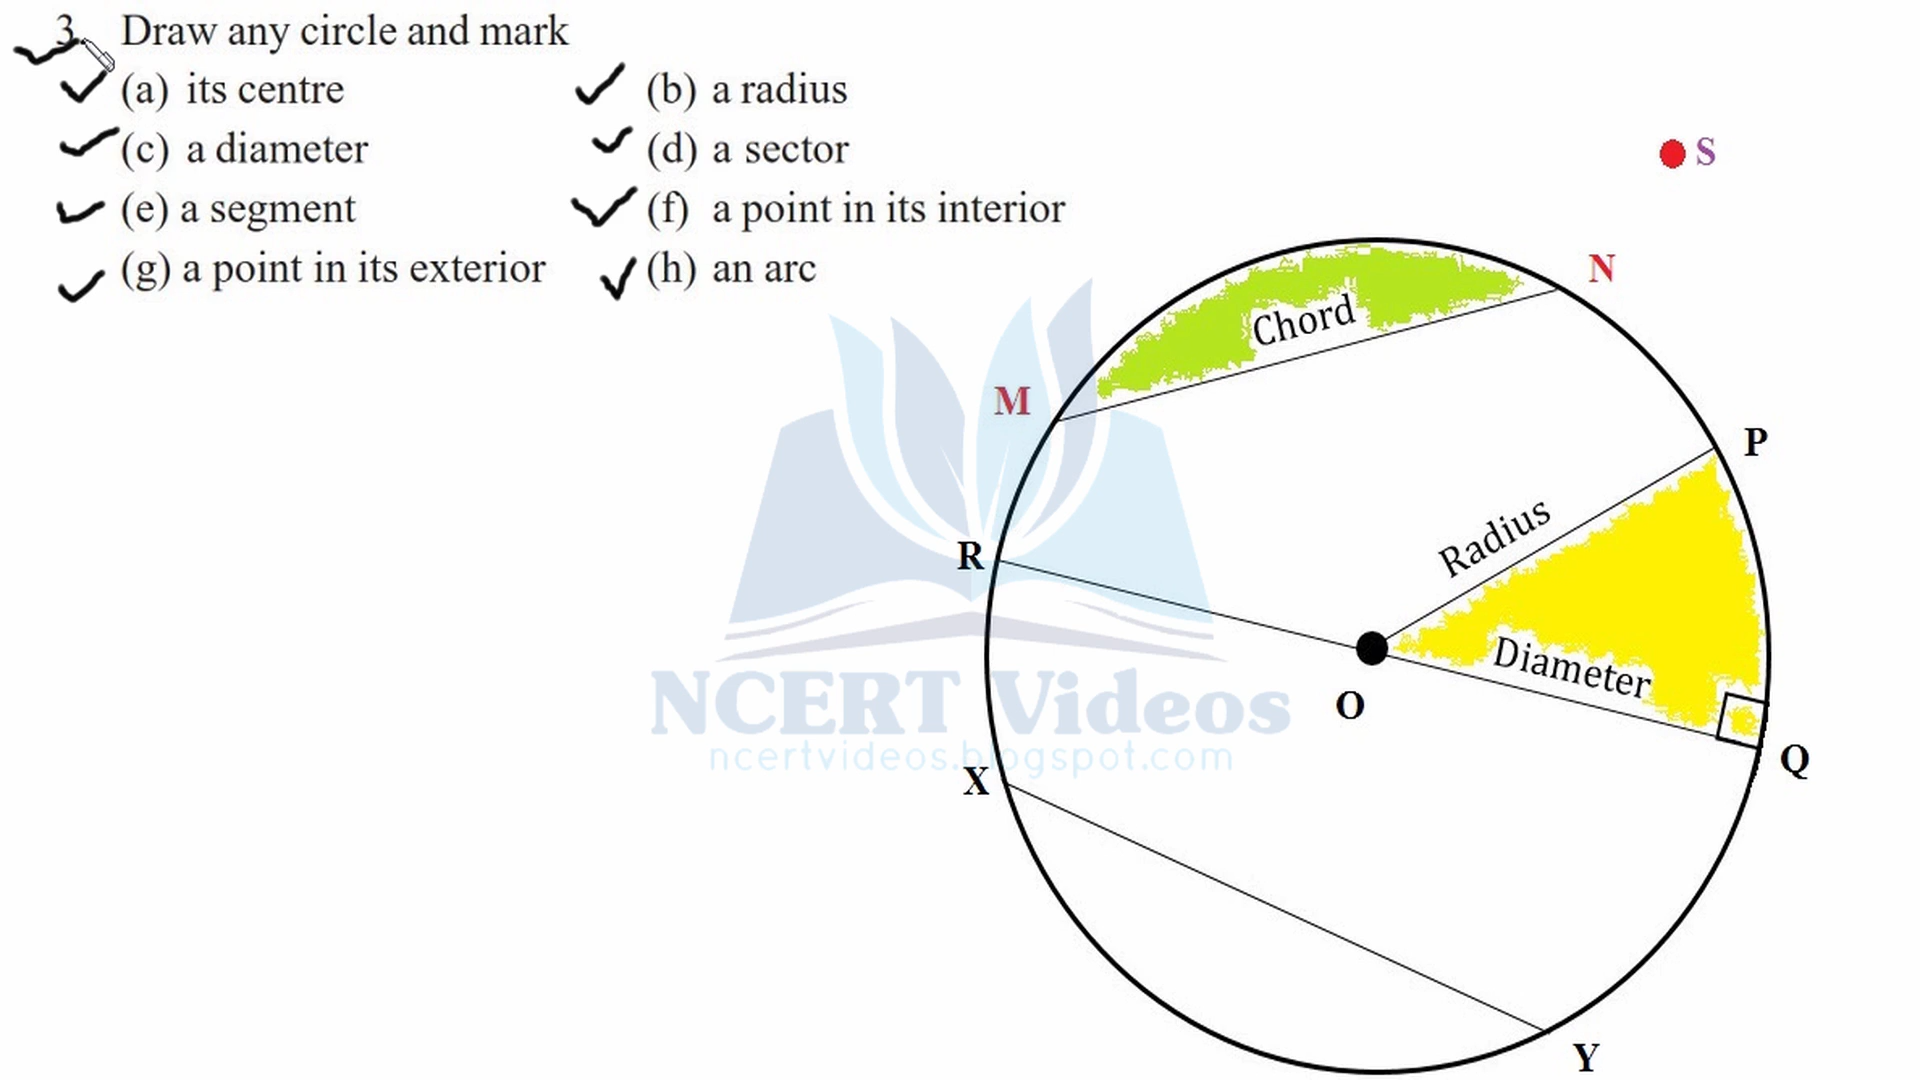 3. Draw any circle and mark
(a) its centre (b) a radius
(c) a diameter (d) a sector
(e) a segment (f) a point in its interior
(g) a point in its exterior (h) an arc
S
N
Chord
M
P
Radius
R
Diameter
O
NCERT Videos
ncertvideos.blogspot.com
Q
X
Y